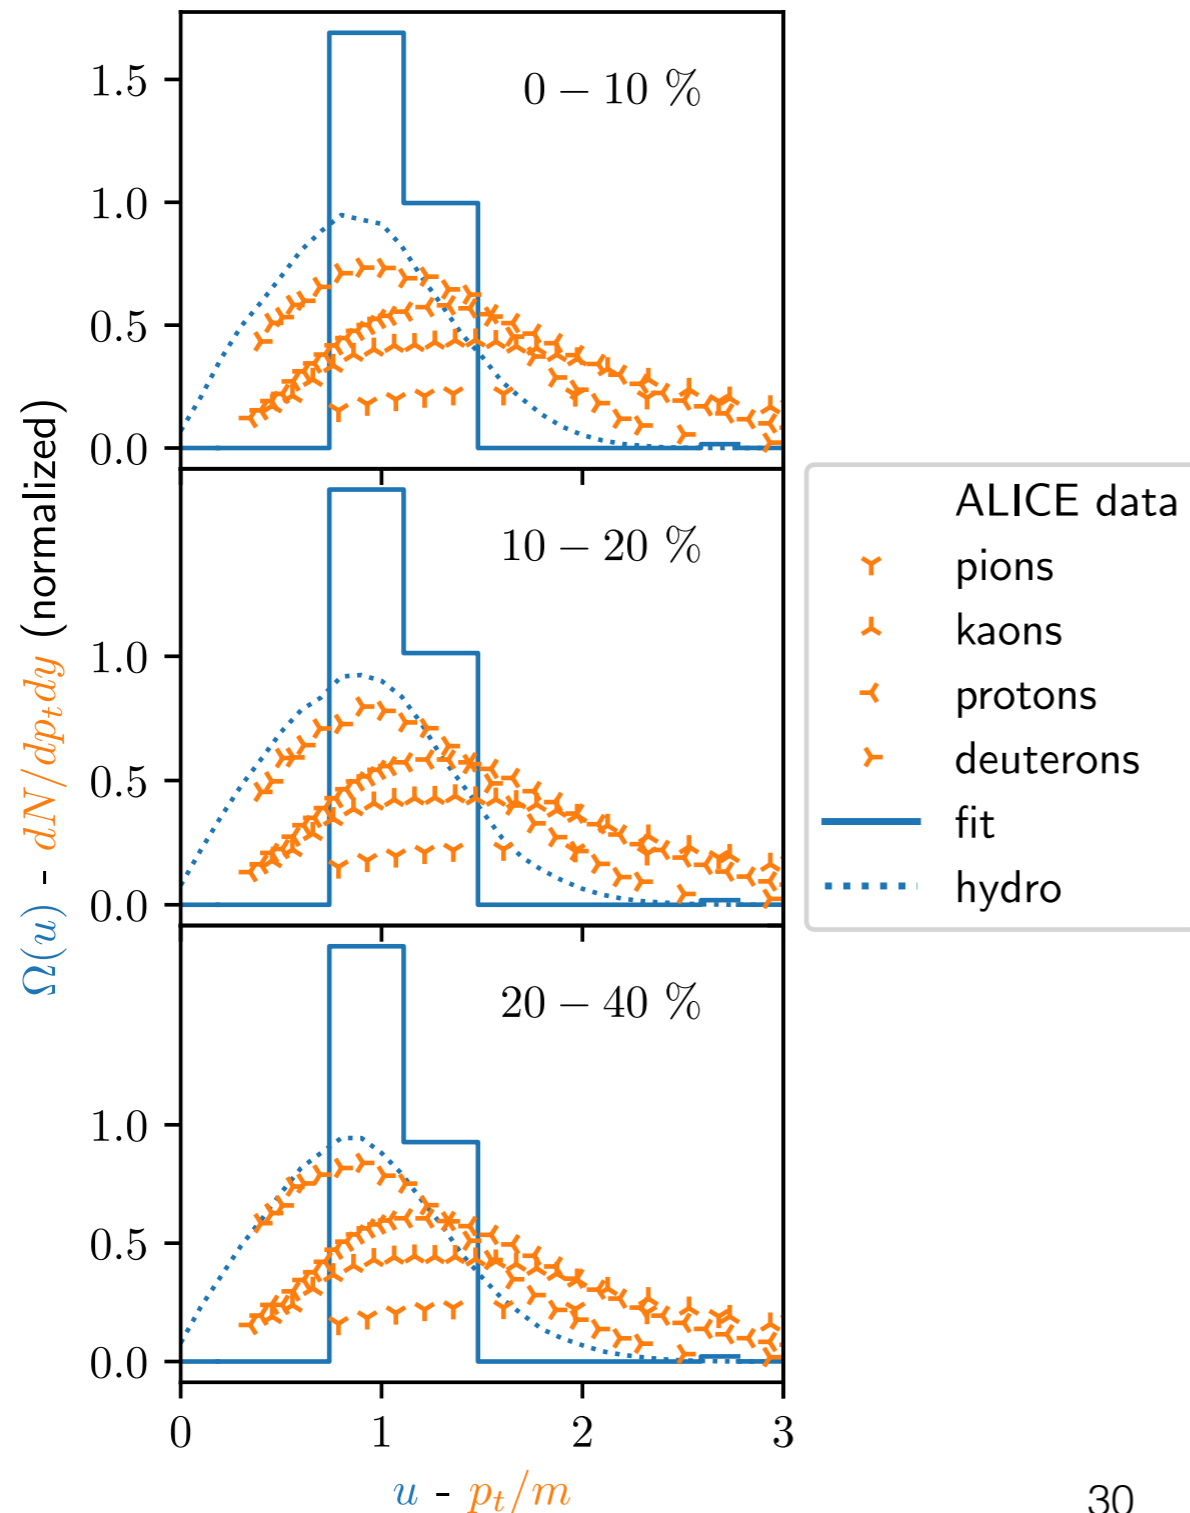 0 – 10 %
1.5
1.0
0.5
0.0
10 – 20 %
1.0
0.5
0.0
20 – 40 %
1.0
0.5
0.0
0 1 2 3
u - p_t/m
Ω(u) - dN/dp_tdy (normalized)
ALICE data
pions
kaons
protons
deuterons
fit
hydro
30